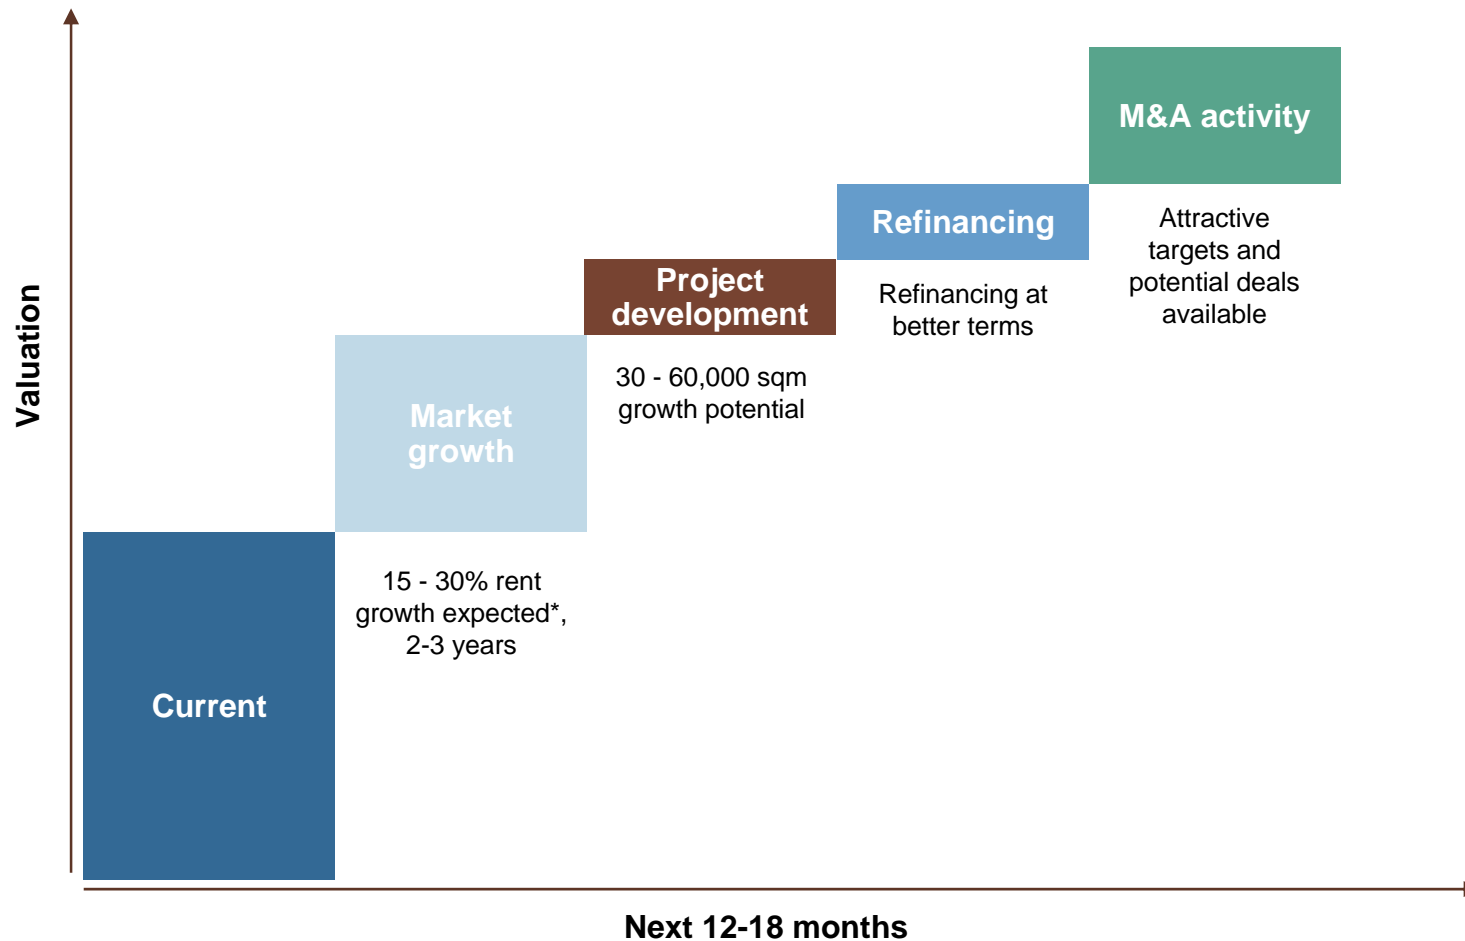 Valuation
Current
Market
growth
15 - 30% rent
growth expected*,
2-3 years
Project
development
30 - 60,000 sqm
growth potential
Refinancing
Refinancing at
better terms
M&A activity
Attractive
targets and
potential deals
available
Next 12-18 months